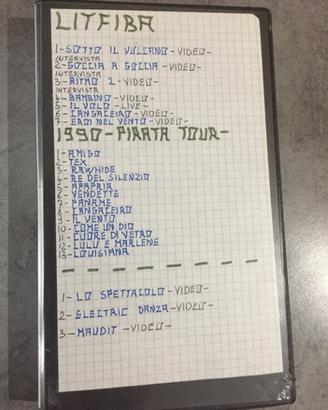 LITFIBA
1-SOTTO IL VULCANO-VIDEO-
INTERVISTA
2-GOCCIA A GOCCIA-VIDEO-
INTERVISTA
3-RITMO 2-VIDEO-
INTERVISTA
4-BAMBINO-VIDEO-
5-IL VOLO-LIVE-
6-CANGACEIRO-VIDEO-
7-EROI NEL VENTO-VIDEO-
1990-PIRATA TOUR-
1-AMIGO
2-TEX
3-RAWHIDE
4-RE DEL SILENZIO
5-APAPAIA
6-VENDETTE
7-PANAME
8-CANGACEIRO
9-IL VENTO
10-COME UN DIO
11-CUORE DI VETRO
12-LULU E MARLENE
13-LOUISIANA
1-LO SPETTACOLO-VIDEO-
2-ELECTRIC DANZA-VIDEO-
3-MAUDIT-VIDEO-